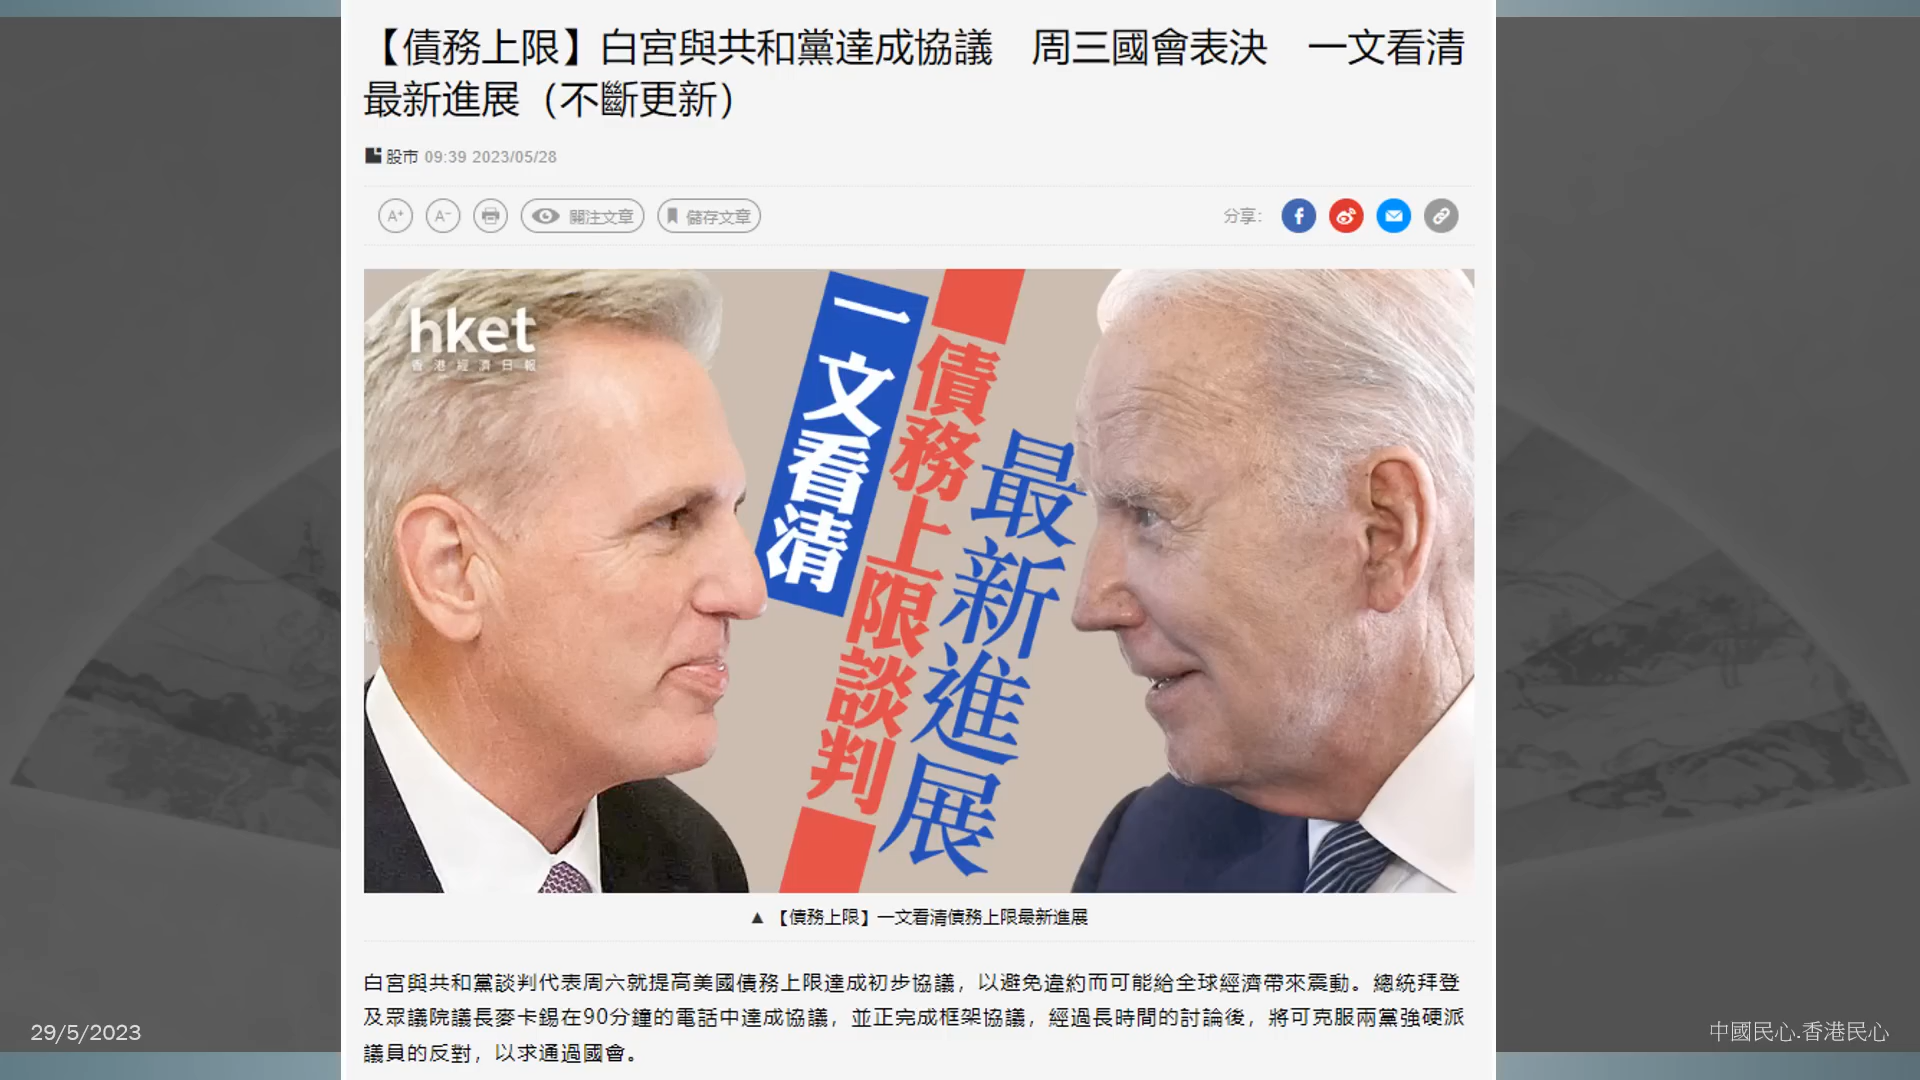 【債務上限】白宮與共和黨達成協議　周三國會表決　一文看清
最新進展（不斷更新）
股市 09:39 2023/05/28
A+ A- 關注文章 儲存文章 分享:
hket
香港經濟日報
一文看清
債務上限談判
最新進展
▲ 【債務上限】一文看清債務上限最新進展
白宮與共和黨談判代表周六就提高美國債務上限達成初步協議，以避免違約而可能給全球經濟帶來震動。總統拜登
及眾議院議長麥卡錫在90分鐘的電話中達成協議，並正完成框架協議，經過長時間的討論後，將可克服兩黨強硬派
議員的反對，以求通過國會。
29/5/2023
中國民心.香港民心